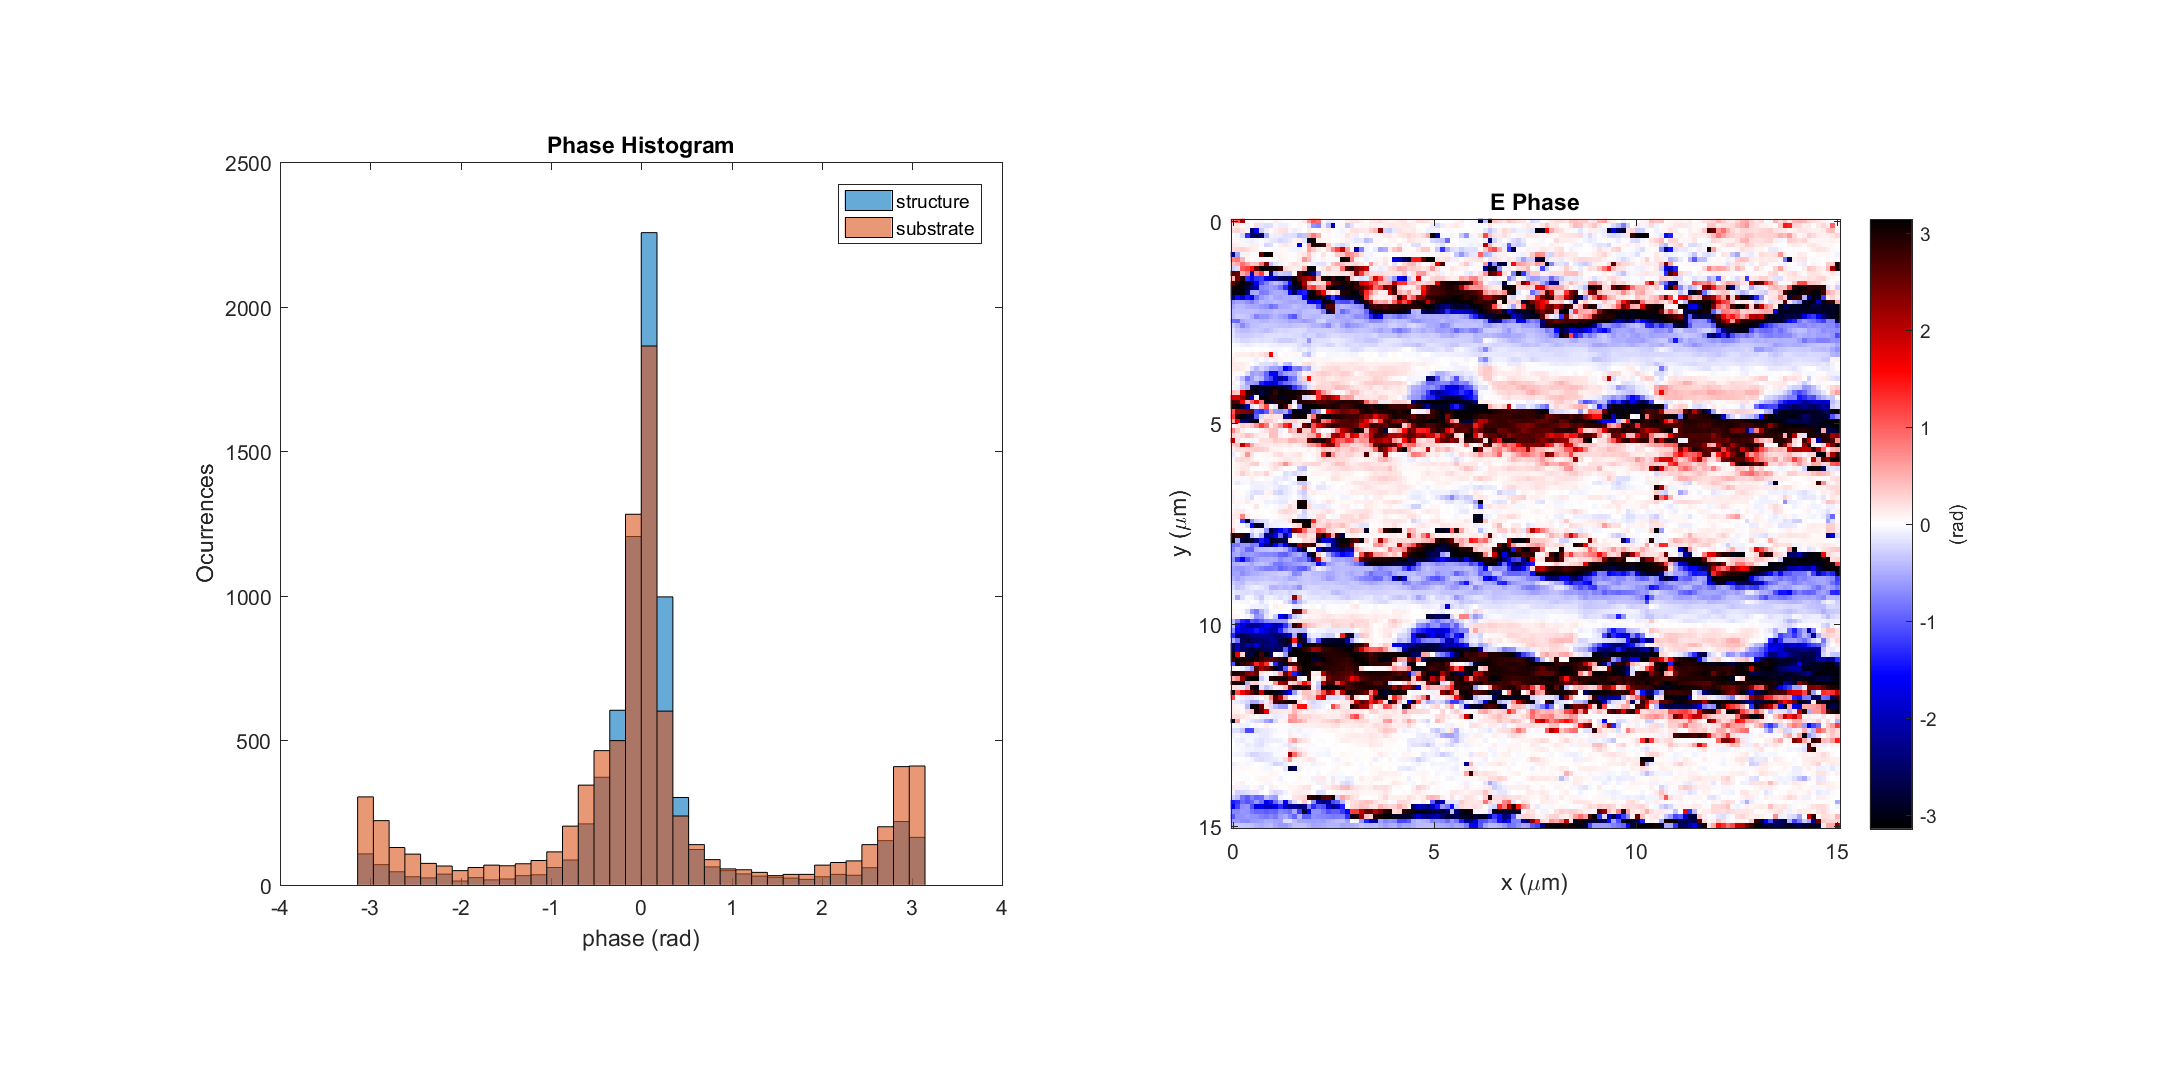 Phase Histogram
2500
2000
1500
1000
500
0
-4 -3 -2 -1 0 1 2 3 4
phase (rad)
Ocurrences
structure
substrate
E Phase
0
5
10
15
0 5 10 15
x (μm)
y (μm)
3
2
1
0
-1
-2
-3
(rad)